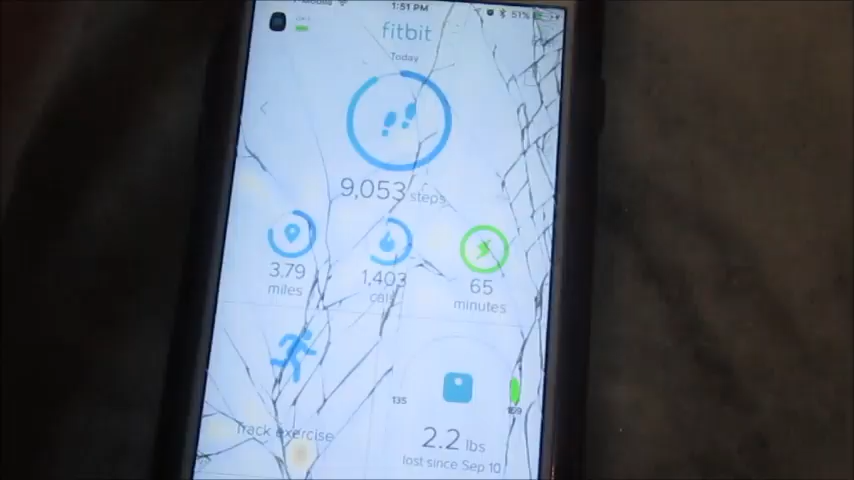 1:51 PM
51%
fitbit
Today
9,053 steps
3.79 miles
1,403 cals
65 minutes
Track exercise
135
159
2.2 lbs
lost since Sep 10